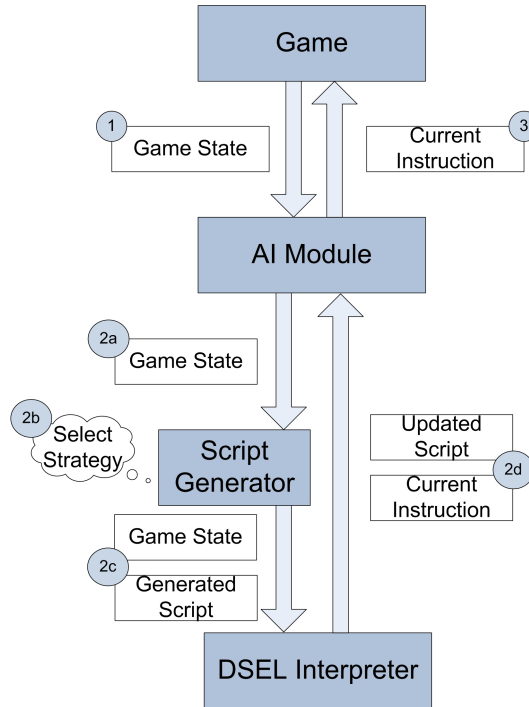 Game
1
Game State
3
Current
Instruction
AI Module
2a
Game State
2b
Select
Strategy
Script
Generator
Updated
Script
2d
Current
Instruction
Game State
2c
Generated
Script
DSEL Interpreter